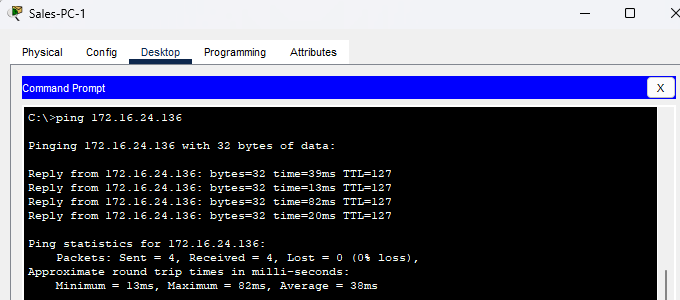 Sales-PC-1
Physical Config Desktop Programming Attributes
Command Prompt
X
C:\>ping 172.16.24.136
Pinging 172.16.24.136 with 32 bytes of data:
Reply from 172.16.24.136: bytes=32 time=39ms TTL=127
Reply from 172.16.24.136: bytes=32 time=13ms TTL=127
Reply from 172.16.24.136: bytes=32 time=82ms TTL=127
Reply from 172.16.24.136: bytes=32 time=20ms TTL=127
Ping statistics for 172.16.24.136:
Packets: Sent = 4, Received = 4, Lost = 0 (0% loss),
Approximate round trip times in milli-seconds:
Minimum = 13ms, Maximum = 82ms, Average = 38ms